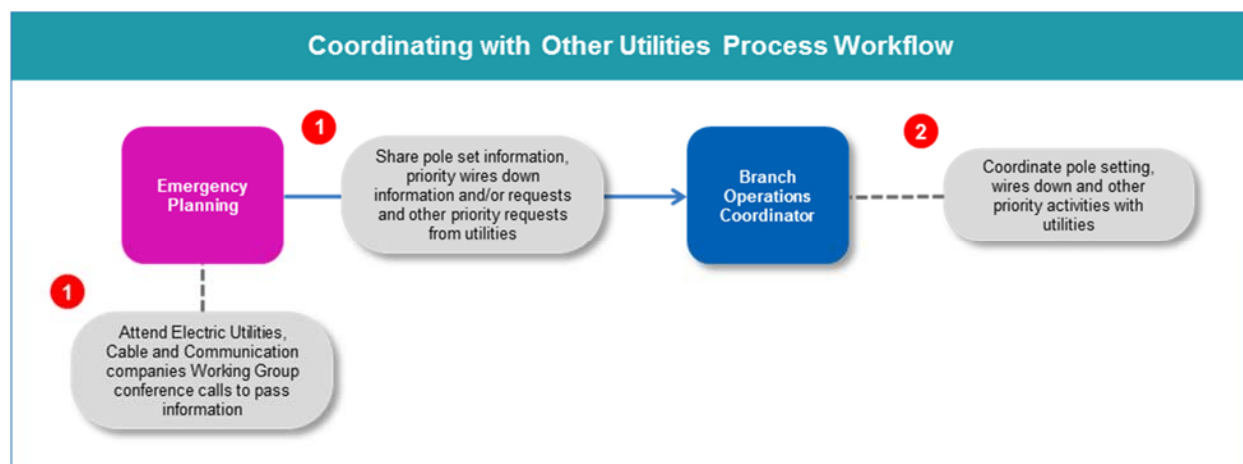 Coordinating with Other Utilities Process Workflow
1
Emergency
Planning
Share pole set information,
priority wires down
information and/or requests
and other priority requests
from utilities
Branch
Operations
Coordinator
2
Coordinate pole setting,
wires down and other
priority activities with
utilities
1
Attend Electric Utilities,
Cable and Communication
companies Working Group
conference calls to pass
information